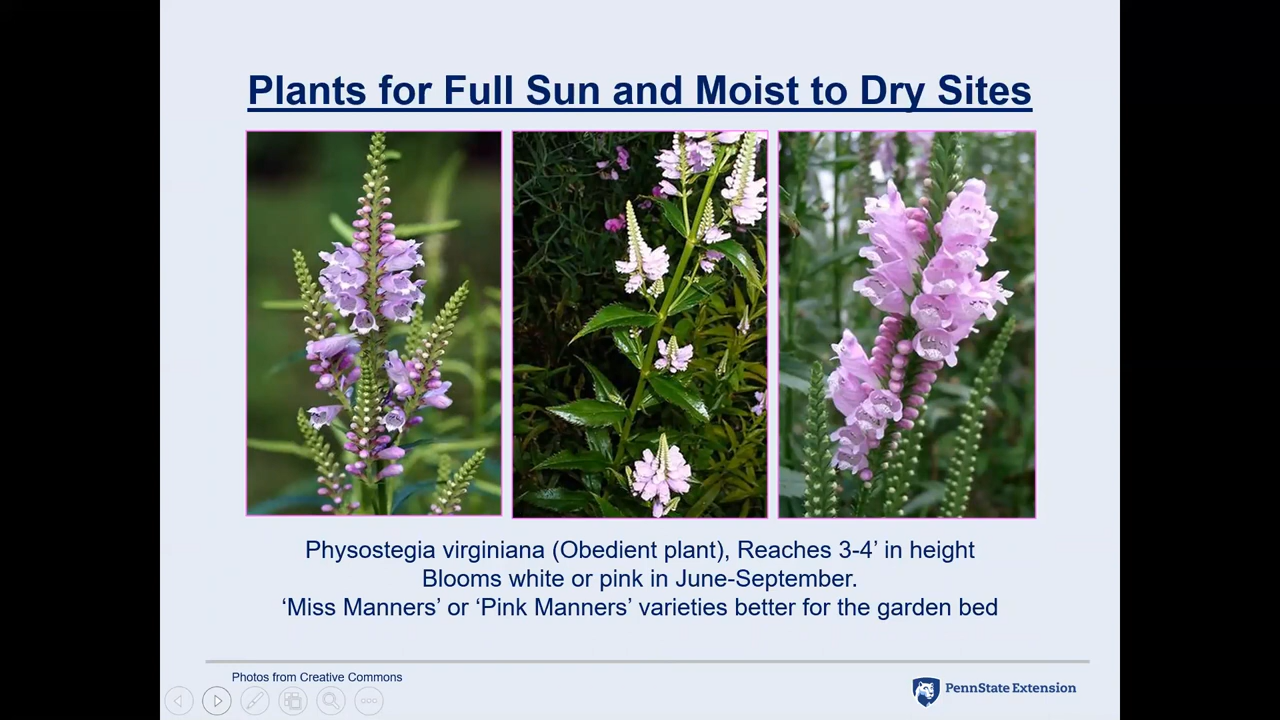 Plants for Full Sun and Moist to Dry Sites
Physostegia virginiana (Obedient plant), Reaches 3-4’ in height
Blooms white or pink in June-September.
‘Miss Manners’ or ‘Pink Manners’ varieties better for the garden bed
Photos from Creative Commons
PennState Extension